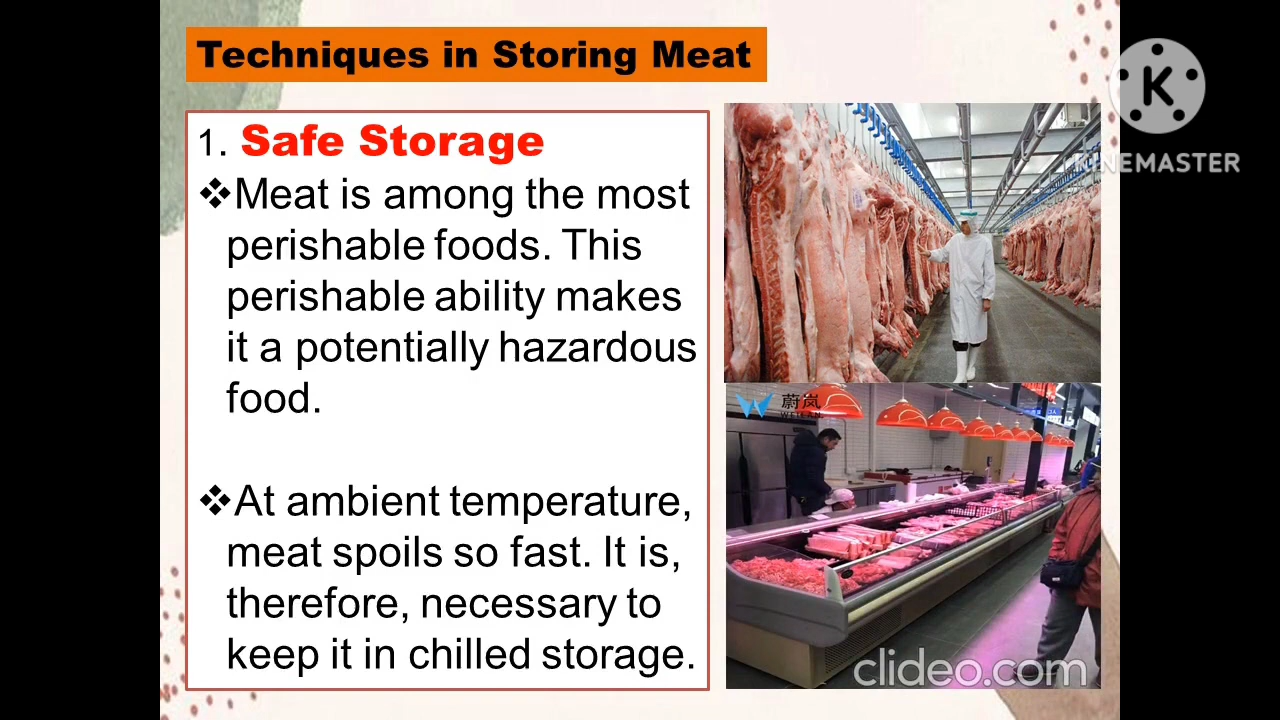 Techniques in Storing Meat
1. Safe Storage
❖Meat is among the most
perishable foods. This
perishable ability makes
it a potentially hazardous
food.
❖At ambient temperature,
meat spoils so fast. It is,
therefore, necessary to
keep it in chilled storage.
K
KINEMASTER
蔚岚
clideo.com